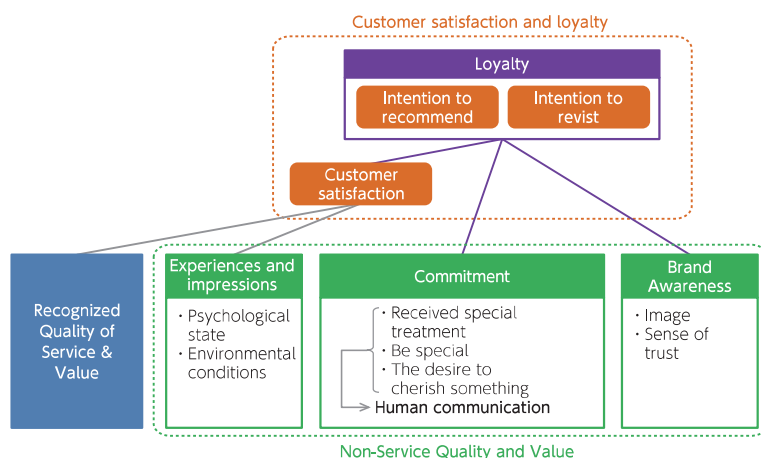 Customer satisfaction and loyalty
Loyalty
Intention to
recommend
Intention to
revist
Customer
satisfaction
Recognized
Quality of
Service &
Value
Experiences and
impressions
・Psychological
state
・Environmental
conditions
Commitment
・Received special
treatment
・Be special
・The desire to
cherish something
Human communication
Brand
Awareness
・Image
・Sense of
trust
Non-Service Quality and Value